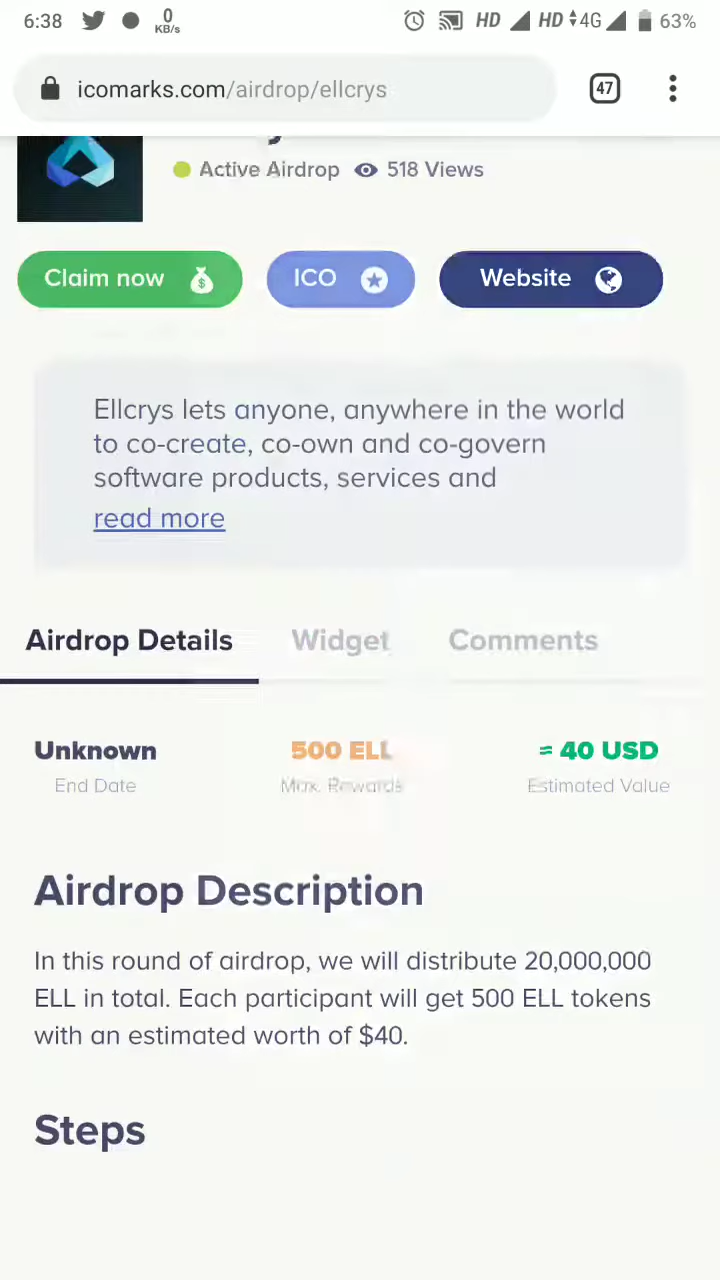 6:38 0 KB/s HD HD 4G 63%
icomarks.com/airdrop/ellcrys 47
Active Airdrop 518 Views
Claim now ICO Website
Ellcrys lets anyone, anywhere in the world
to co-create, co-own and co-govern
software products, services and
read more
Airdrop Details Widget Comments
Unknown 500 ELL ≈ 40 USD
End Date Max. Rewards Estimated Value
Airdrop Description
In this round of airdrop, we will distribute 20,000,000
ELL in total. Each participant will get 500 ELL tokens
with an estimated worth of $40.
Steps